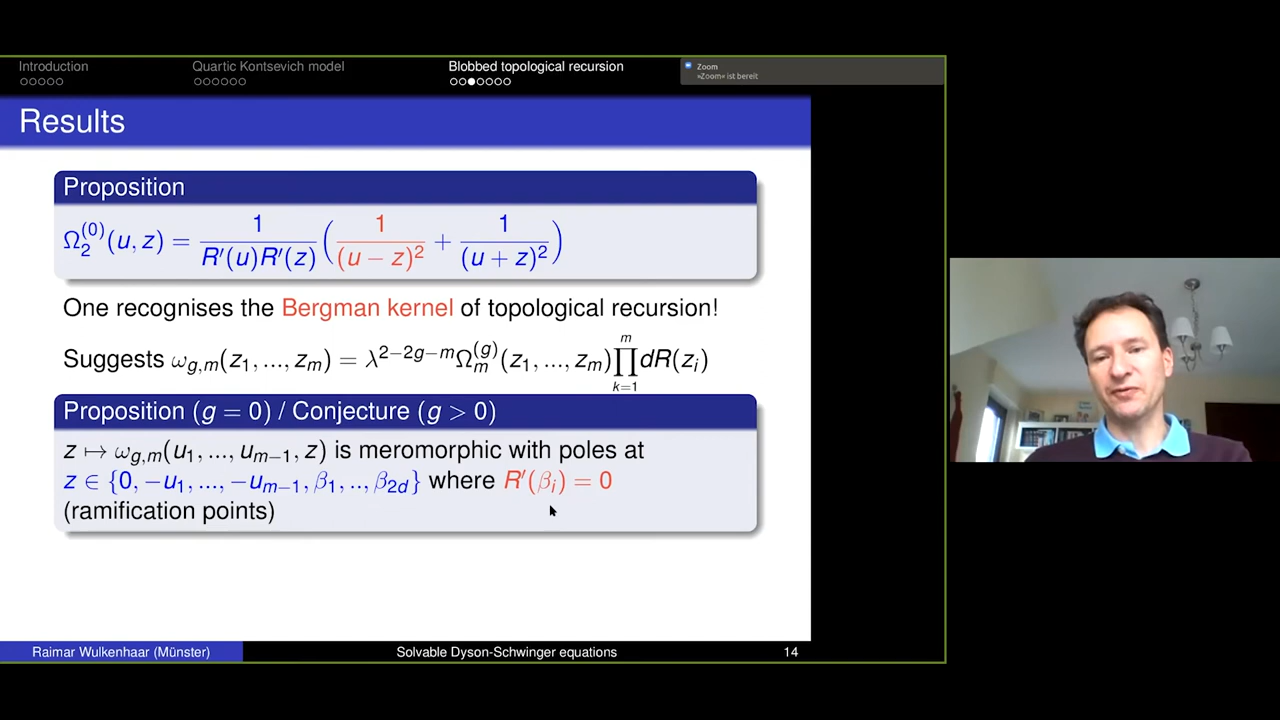 Introduction
Quartic Kontsevich model
Blobbed topological recursion
Zoom
»Zoom« ist bereit
Results
Proposition
Ω₂⁽⁰⁾(u, z) = 1/(R′(u)R′(z)) ( 1/(u − z)² + 1/(u + z)² )
One recognises the Bergman kernel of topological recursion!
Suggests ω_{g,m}(z₁, ..., z_m) = λ^{2−2g−m} Ω_m^{(g)}(z₁, ..., z_m) ∏_{k=1}^{m} dR(z_i)
Proposition (g = 0) / Conjecture (g > 0)
z ↦ ω_{g,m}(u₁, ..., u_{m−1}, z) is meromorphic with poles at
z ∈ {0, −u₁, ..., −u_{m−1}, β₁, .., β_{2d}} where R′(β_i) = 0
(ramification points)
Raimar Wulkenhaar (Münster)
Solvable Dyson-Schwinger equations
14